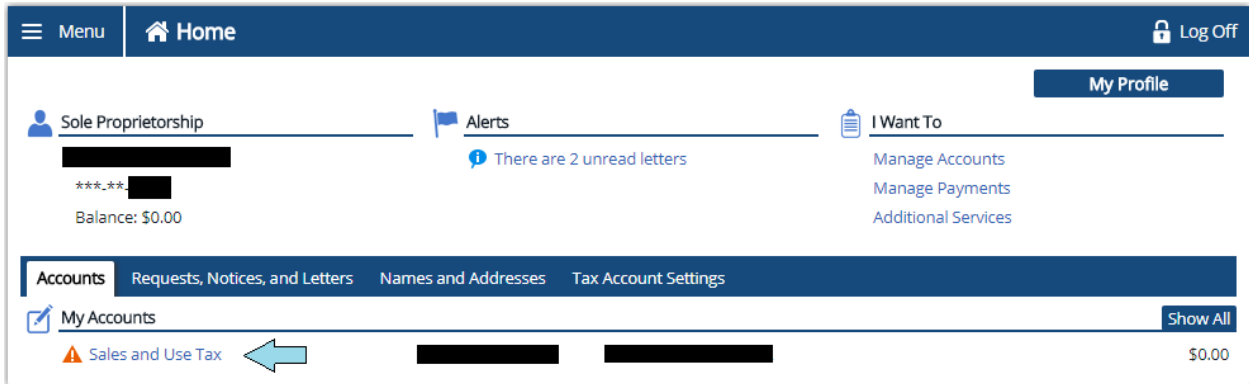 Menu Home Log Off
My Profile
Sole Proprietorship Alerts I Want To
There are 2 unread letters Manage Accounts
***-**- Manage Payments
Balance: $0.00 Additional Services
Accounts Requests, Notices, and Letters Names and Addresses Tax Account Settings
My Accounts Show All
Sales and Use Tax $0.00